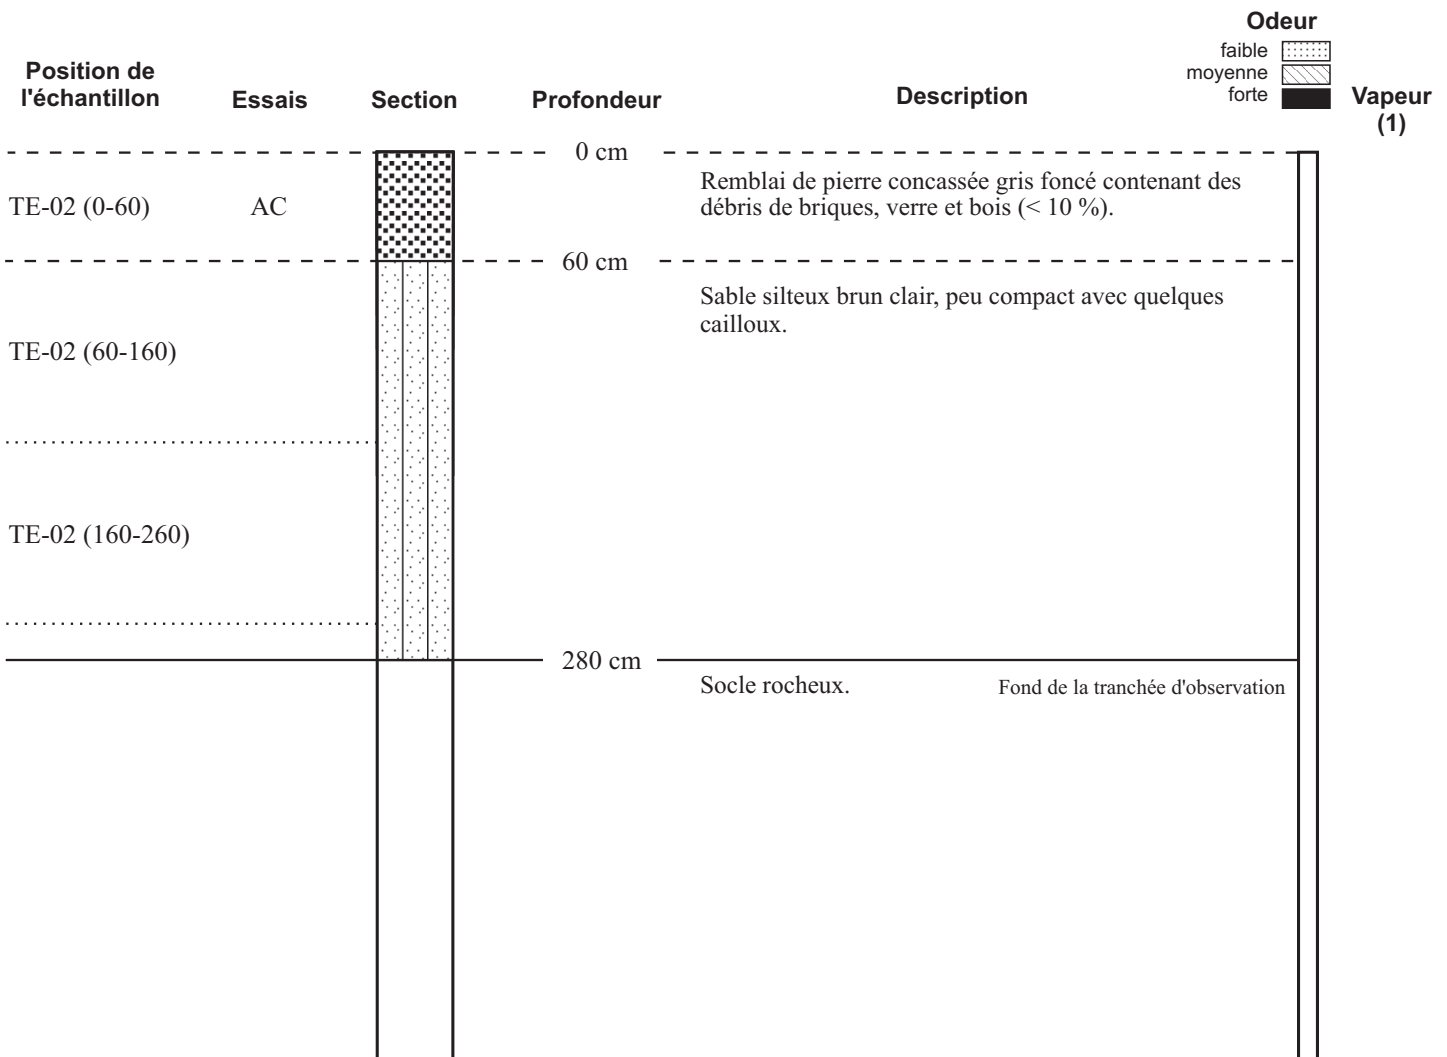 Odeur
faible
moyenne
forte
Position de
l'échantillon
Essais
Section
Profondeur
Description
Vapeur
(1)
0 cm
TE-02 (0-60)
AC
Remblai de pierre concassée gris foncé contenant des
débris de briques, verre et bois (< 10 %).
60 cm
Sable silteux brun clair, peu compact avec quelques
cailloux.
TE-02 (60-160)
TE-02 (160-260)
280 cm
Socle rocheux.
Fond de la tranchée d'observation